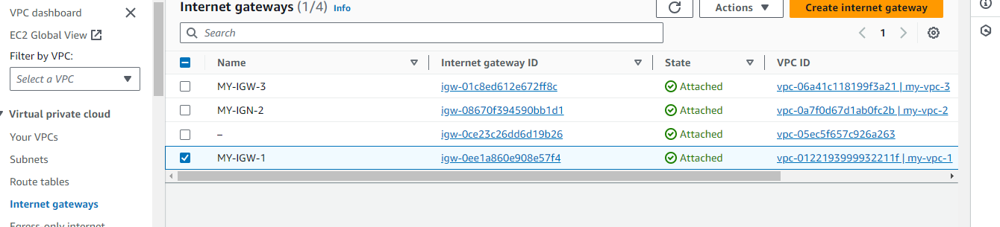 VPC dashboard
EC2 Global View
Filter by VPC:
Select a VPC
Virtual private cloud
Your VPCs
Subnets
Route tables
Internet gateways
Egress-only internet
Internet gateways (1/4) Info
Actions
Create internet gateway
Search
1
Name Internet gateway ID State VPC ID
MY-IGW-3 igw-01c8ed612e672ff8c Attached vpc-06a41c118199f3a21 | my-vpc-3
MY-IGN-2 igw-08670f394590bb1d1 Attached vpc-0a7f0d67d1ab0fc2b | my-vpc-2
– igw-0ce23c26dd6d19b26 Attached vpc-05ec5f657c926a263
MY-IGW-1 igw-0ee1a860e908e57f4 Attached vpc-0122193999932211f | my-vpc-1